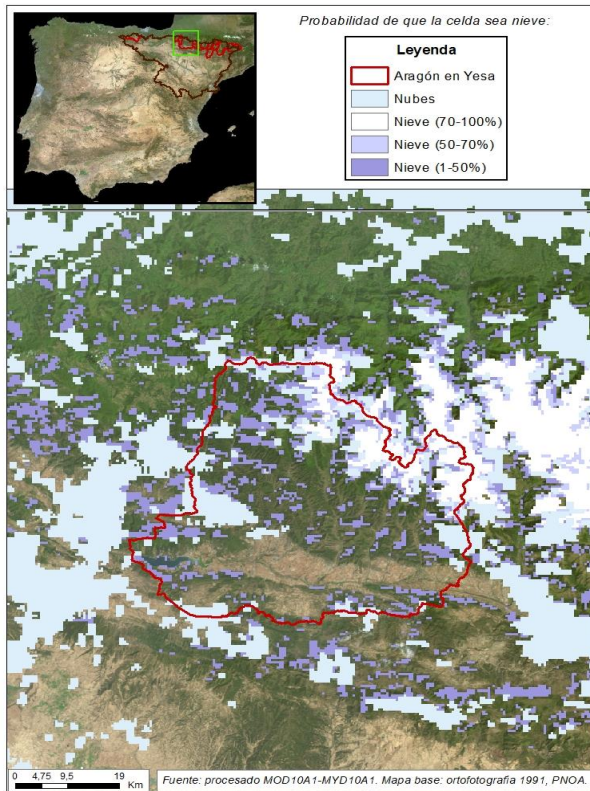 Probabilidad de que la celda sea nieve:
Leyenda
Aragón en Yesa
Nubes
Nieve (70-100%)
Nieve (50-70%)
Nieve (1-50%)
0 4,75 9,5 19
Km
Fuente: procesado MOD10A1-MYD10A1. Mapa base: ortofotografia 1991, PNOA.